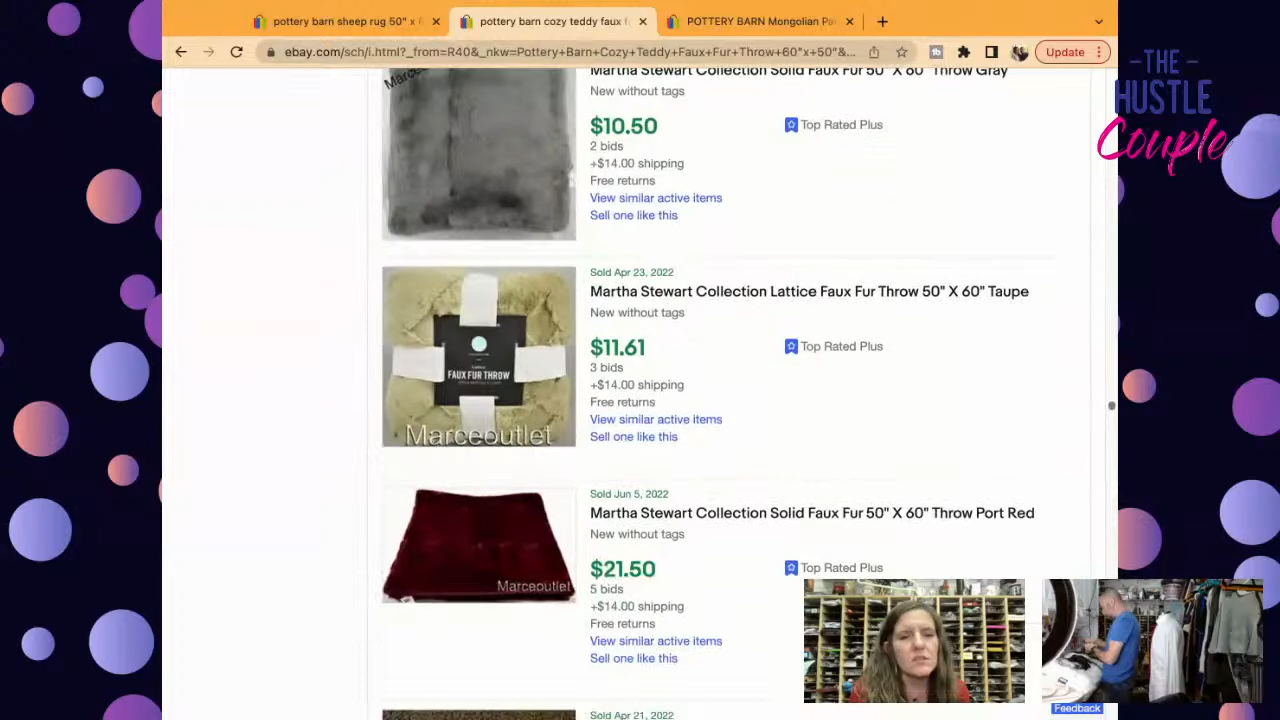 pottery barn sheep rug 50" x
pottery barn cozy teddy faux
POTTERY BARN Mongolian Pa
ebay.com/sch/i.html?_from=R40&_nkw=Pottery+Barn+Cozy+Teddy+Faux+Fur+Throw+60"x+50"&...
Update
THE
HUSTLE
Couple
Marceo
Martha Stewart Collection Solid Faux Fur 50" X 60" Throw Gray
New without tags
$10.50
Top Rated Plus
2 bids
+$14.00 shipping
Free returns
View similar active items
Sell one like this
Sold Apr 23, 2022
Martha Stewart Collection Lattice Faux Fur Throw 50" X 60" Taupe
New without tags
$11.61
Top Rated Plus
3 bids
+$14.00 shipping
Free returns
View similar active items
Sell one like this
FAUX FUR THROW
Marceoutlet
Sold Jun 5, 2022
Martha Stewart Collection Solid Faux Fur 50" X 60" Throw Port Red
New without tags
$21.50
Top Rated Plus
5 bids
+$14.00 shipping
Free returns
View similar active items
Sell one like this
Marceoutlet
Sold Apr 21, 2022
Feedback